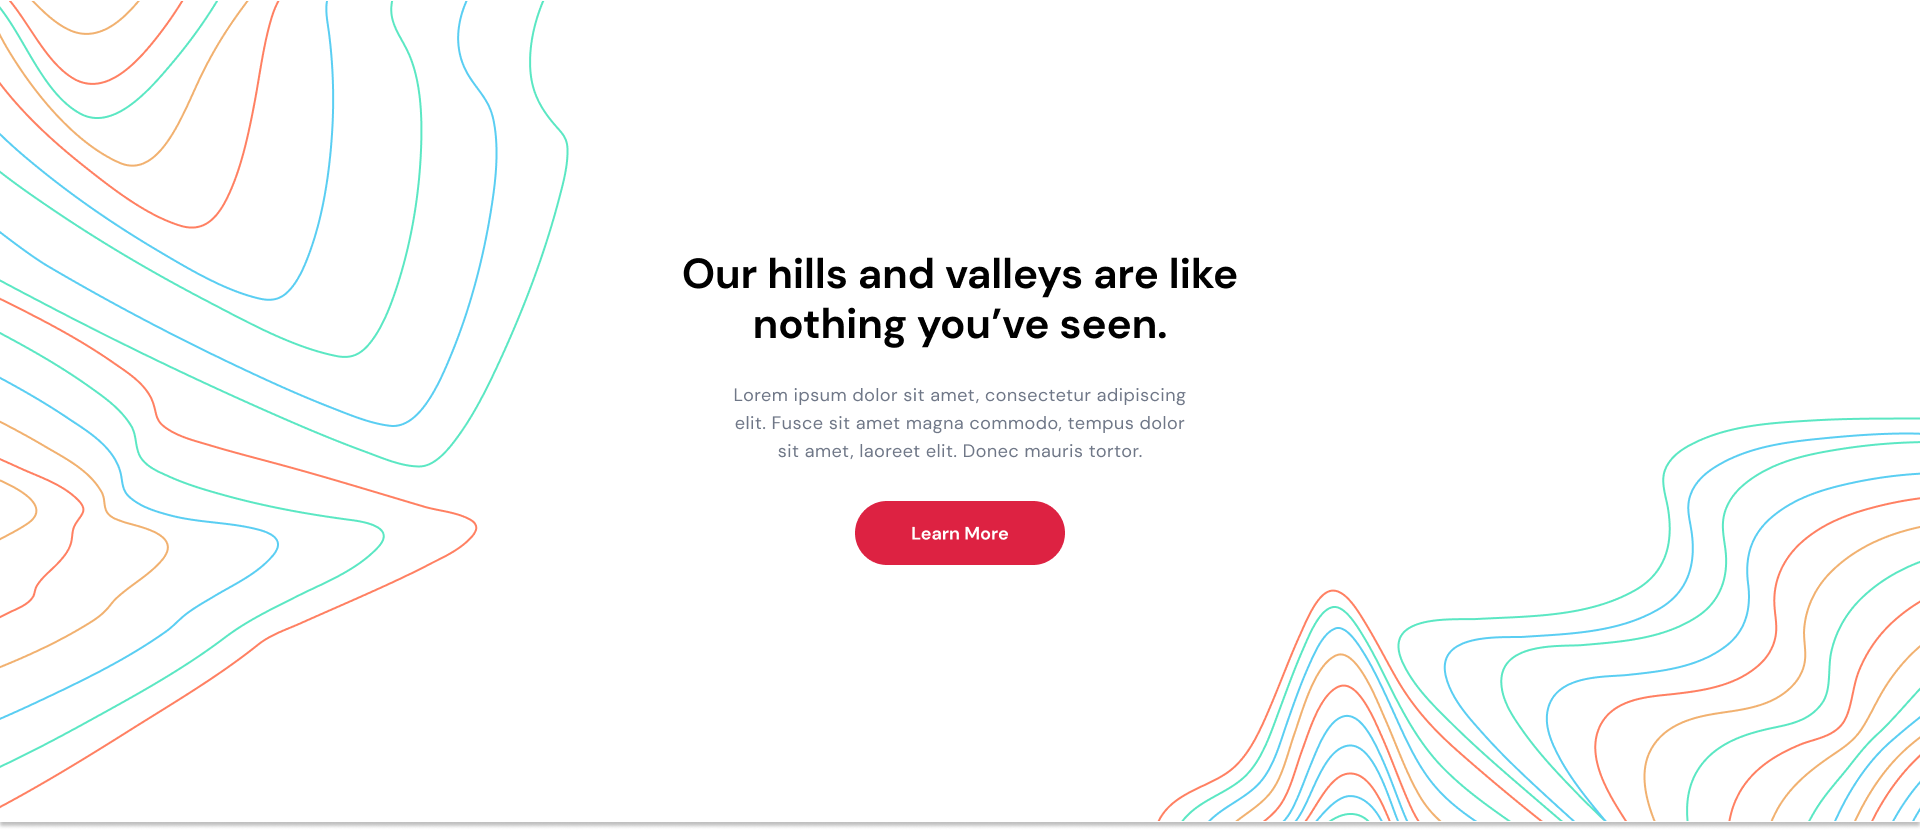 Our hills and valleys are like
nothing you’ve seen.
Lorem ipsum dolor sit amet, consectetur adipiscing
elit. Fusce sit amet magna commodo, tempus dolor
sit amet, laoreet elit. Donec mauris tortor.
Learn More